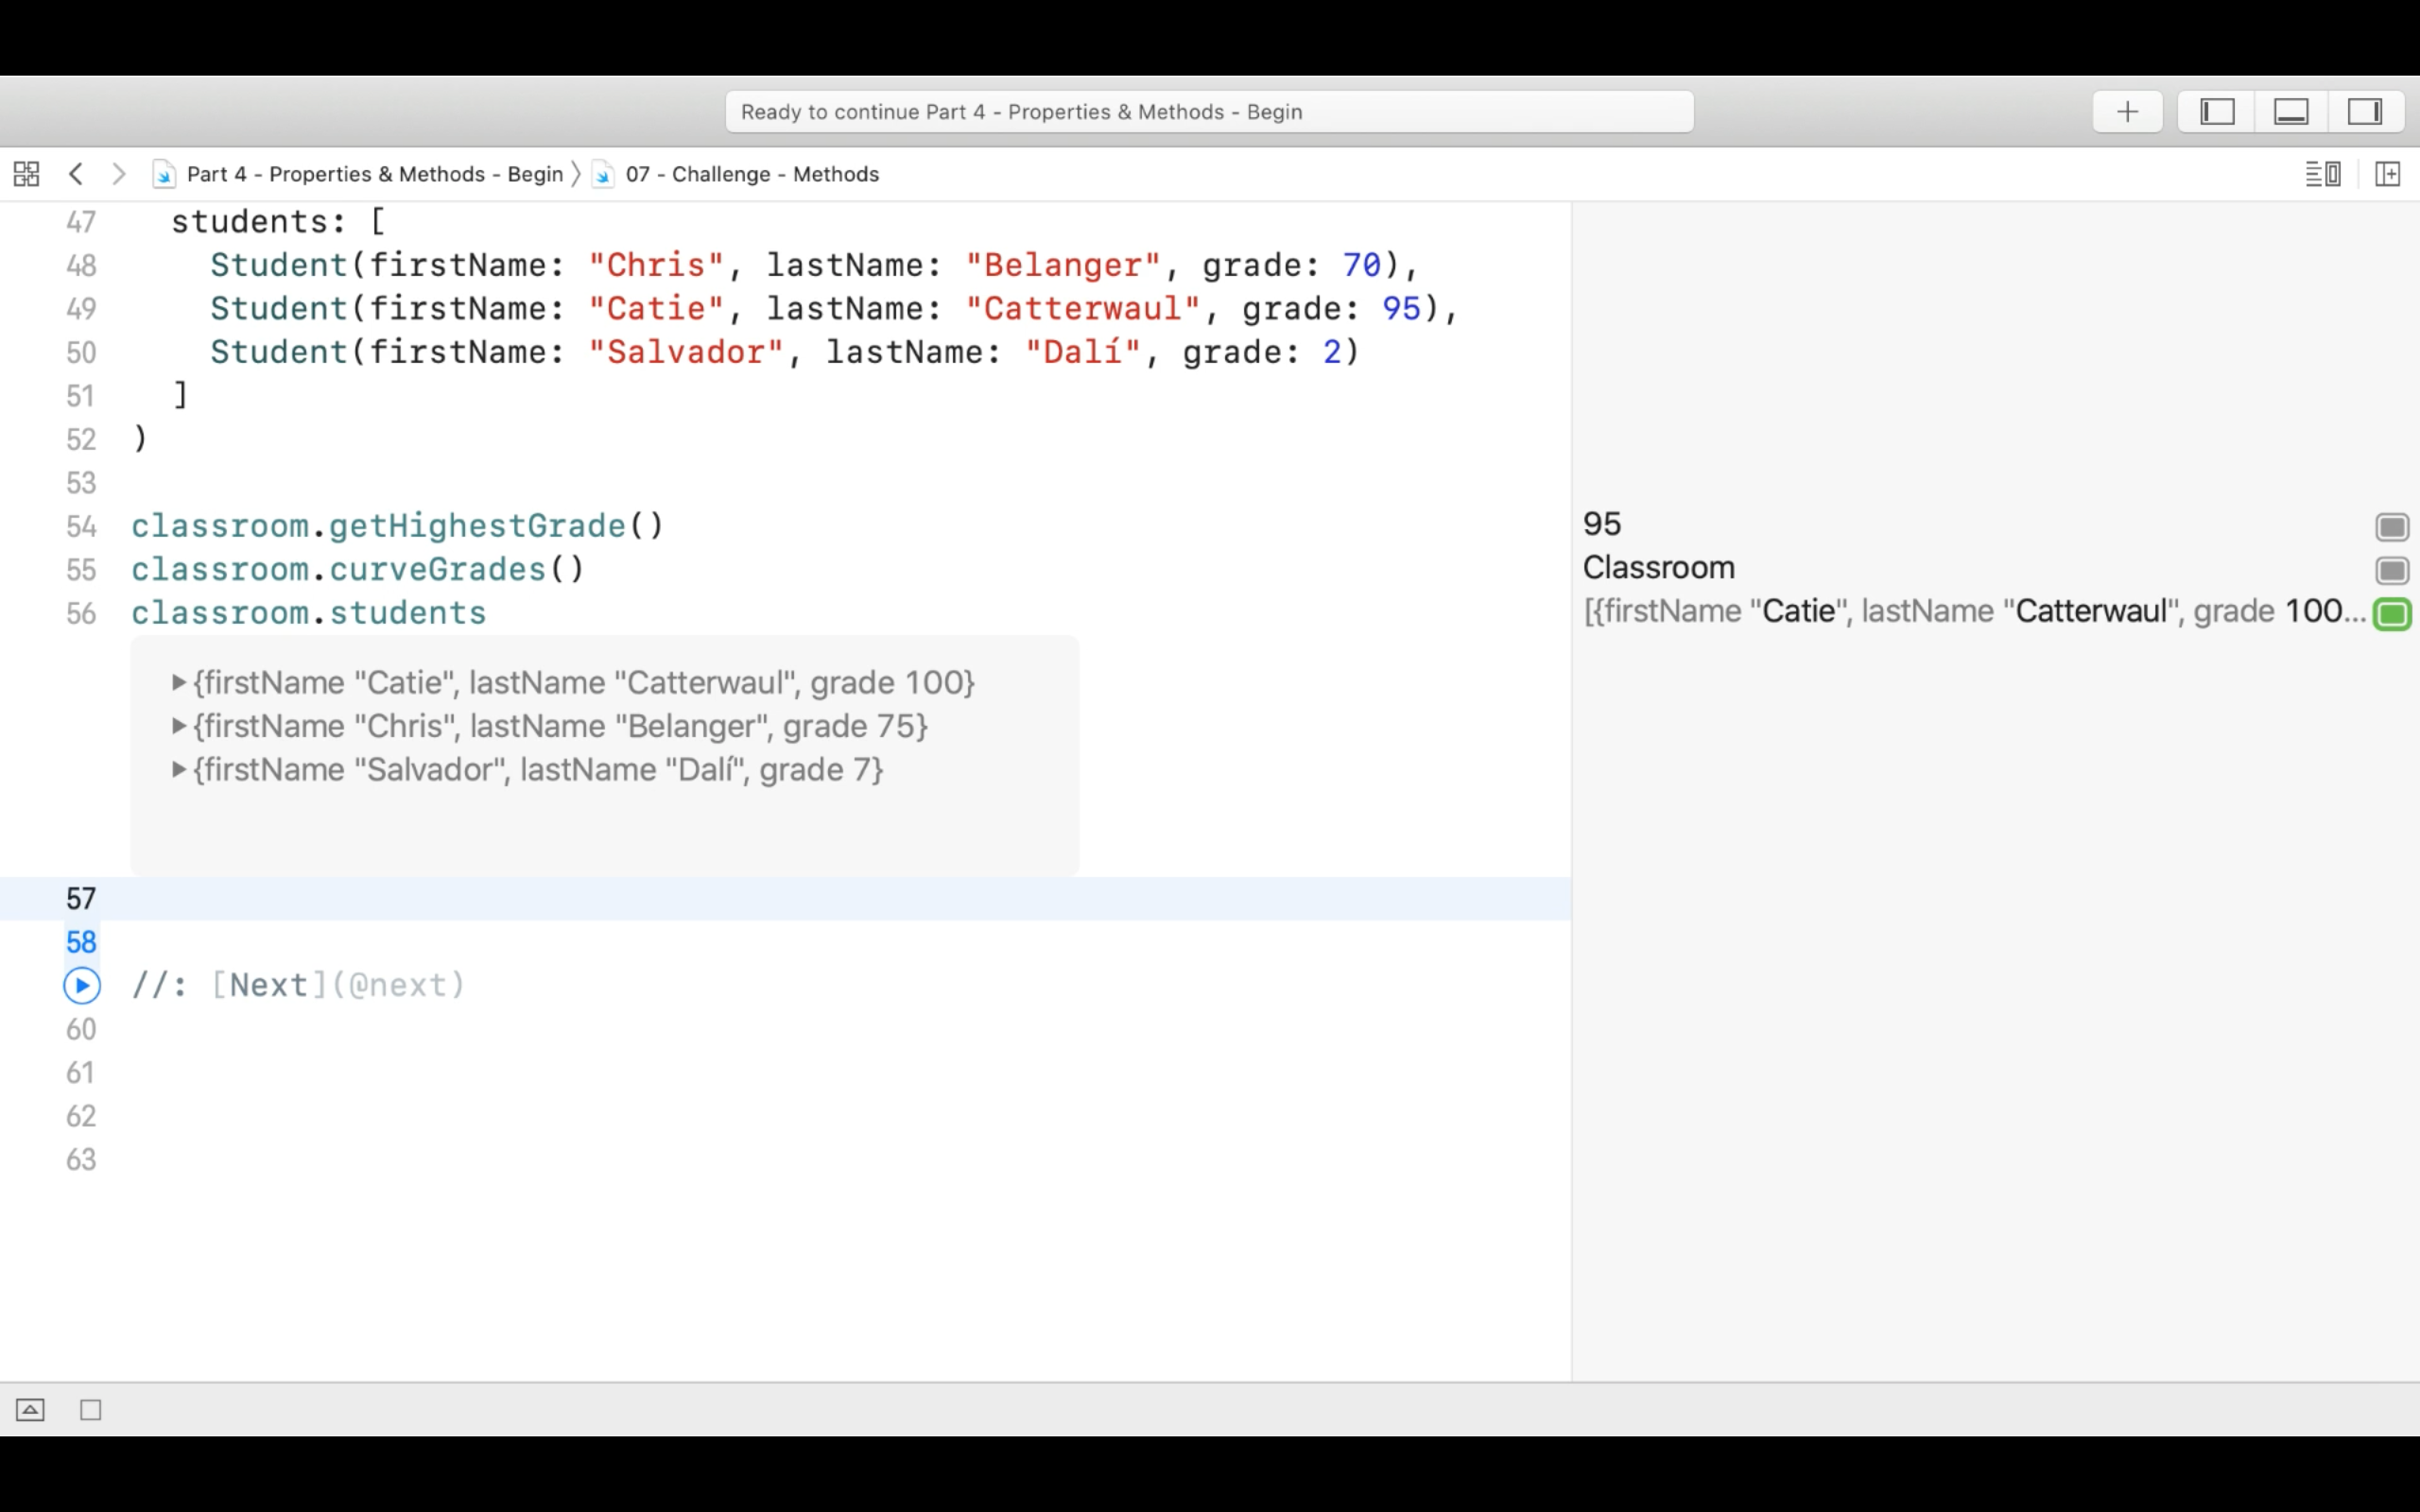 Ready to continue Part 4 - Properties & Methods - Begin
Part 4 - Properties & Methods - Begin 〉 07 - Challenge - Methods
47 students: [
48 Student(firstName: "Chris", lastName: "Belanger", grade: 70),
49 Student(firstName: "Catie", lastName: "Catterwaul", grade: 95),
50 Student(firstName: "Salvador", lastName: "Dalí", grade: 2)
51 ]
52 )
53
54 classroom.getHighestGrade() 95
55 classroom.curveGrades() Classroom
56 classroom.students [{firstName "Catie", lastName "Catterwaul", grade 100...
{firstName "Catie", lastName "Catterwaul", grade 100}
{firstName "Chris", lastName "Belanger", grade 75}
{firstName "Salvador", lastName "Dalí", grade 7}
57
58
//: [Next](@next)
60
61
62
63